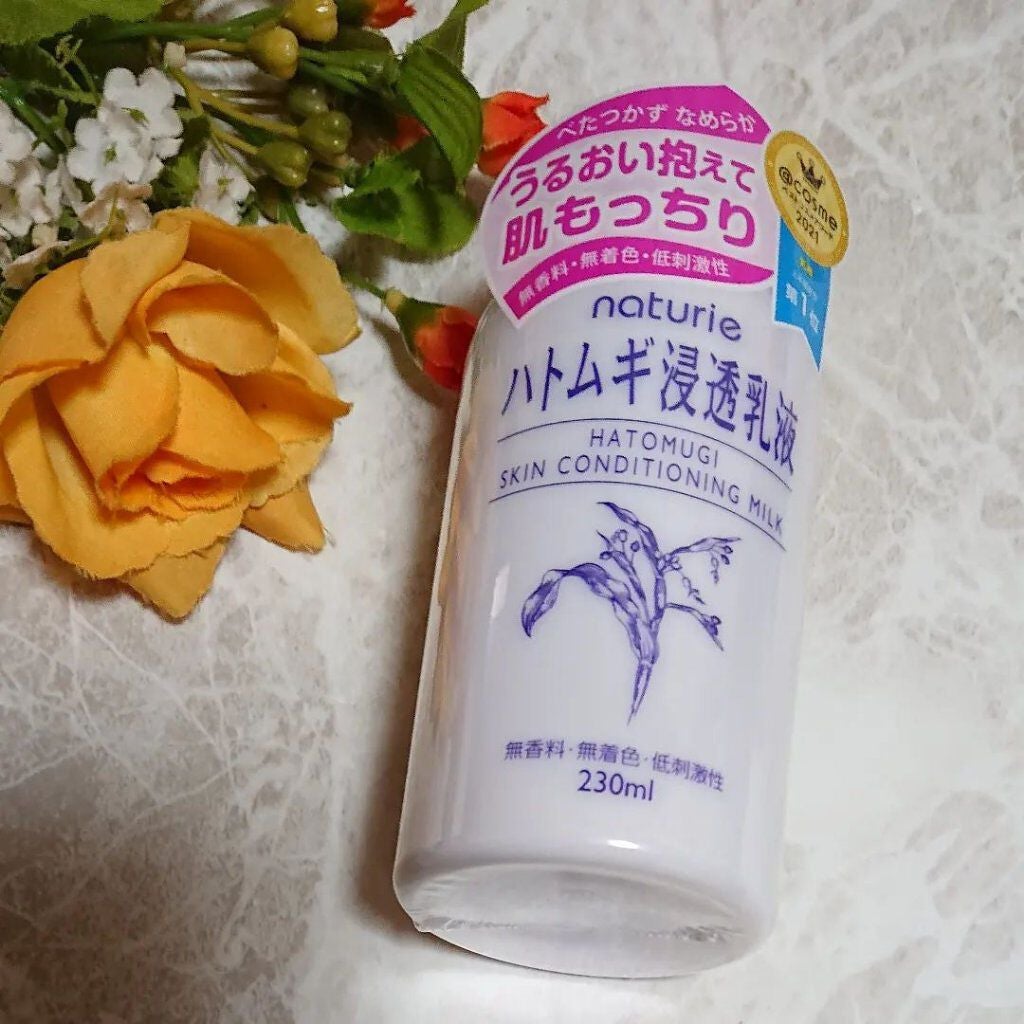 べたつかず なめらか
うるおい抱えて
肌もっちり
無香料・無着色・低刺激性
@cosme
2021
第1位
naturie
ハトムギ浸透乳液
HATOMUGI
SKIN CONDITIONING MILK
無香料・無着色・低刺激性
230ml